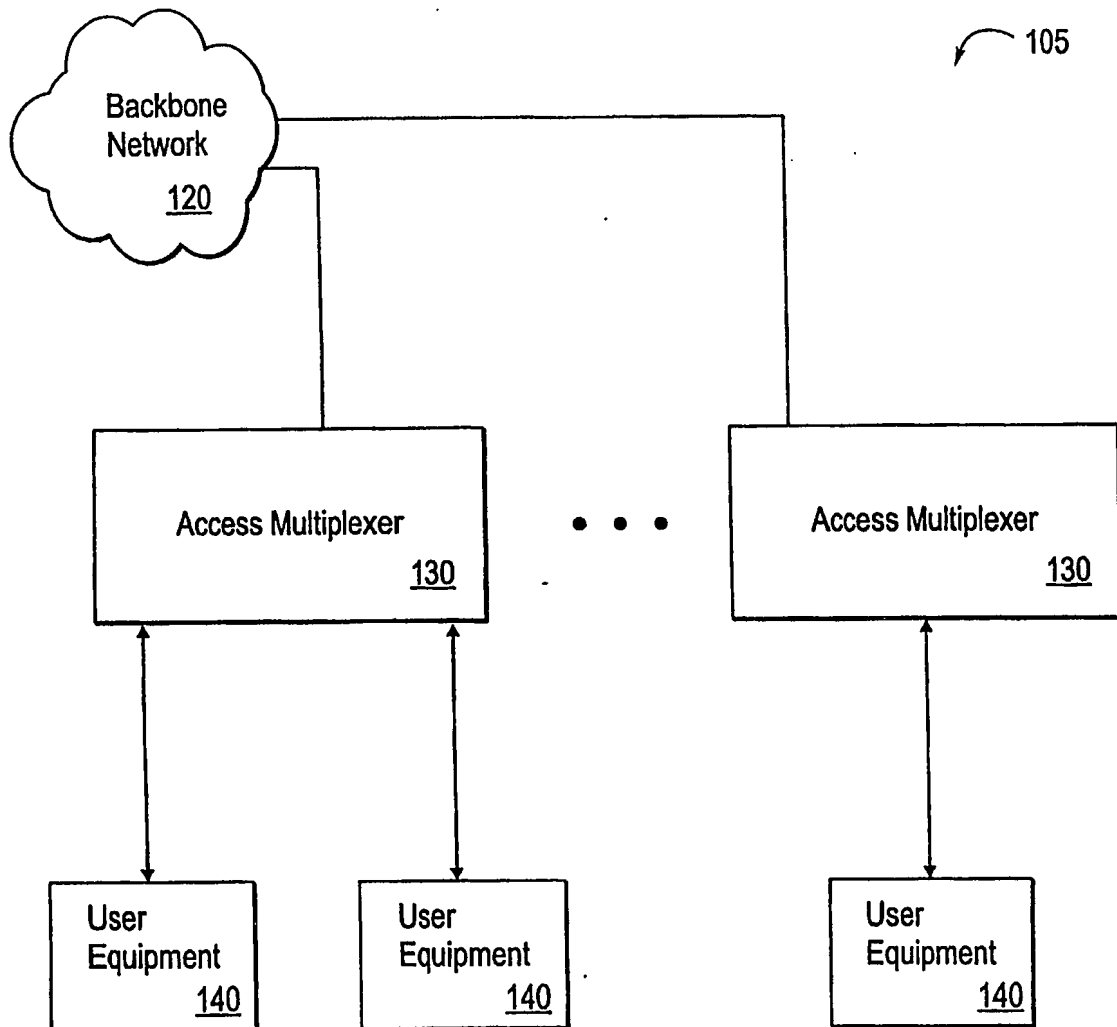 105
Backbone
Network
120
Access Multiplexer
130
Access Multiplexer
130
User
Equipment
140
User
Equipment
140
User
Equipment
140